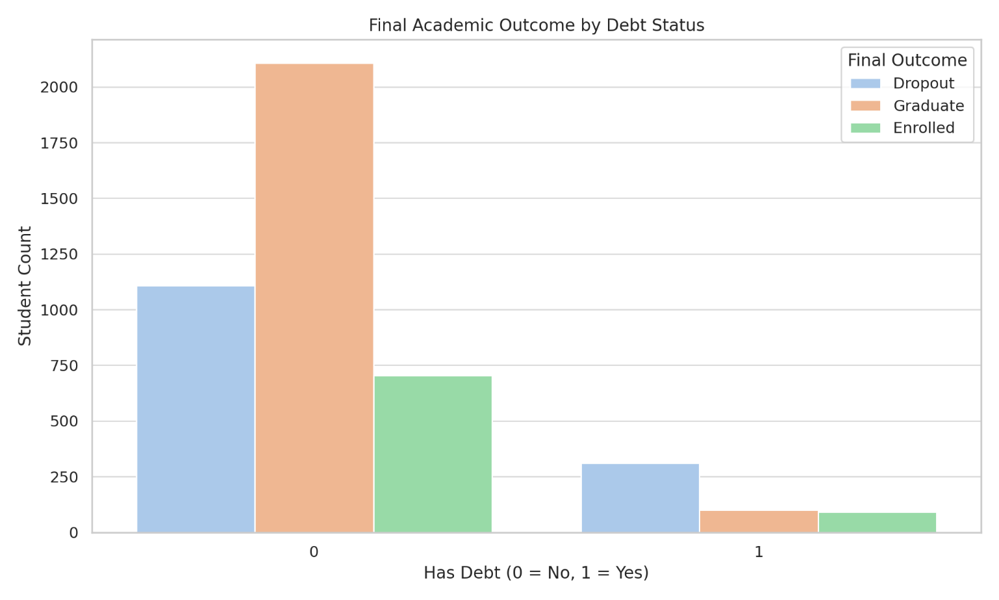 Final Academic Outcome by Debt Status
Final Outcome
Dropout
Graduate
Enrolled
2000
1750
1500
1250
1000
750
500
250
0
Student Count
0
1
Has Debt (0 = No, 1 = Yes)